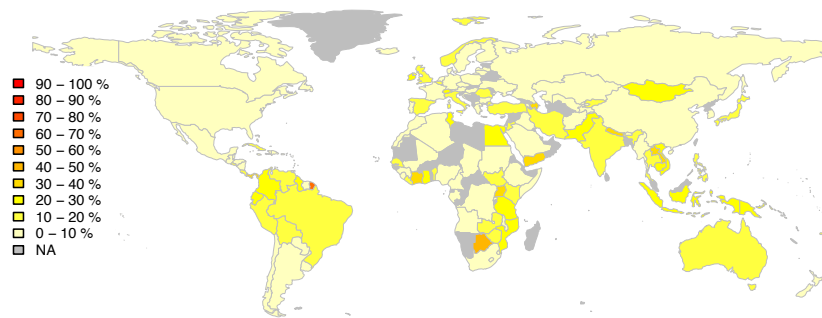 90 – 100 %
80 – 90 %
70 – 80 %
60 – 70 %
50 – 60 %
40 – 50 %
30 – 40 %
20 – 30 %
10 – 20 %
0 – 10 %
NA